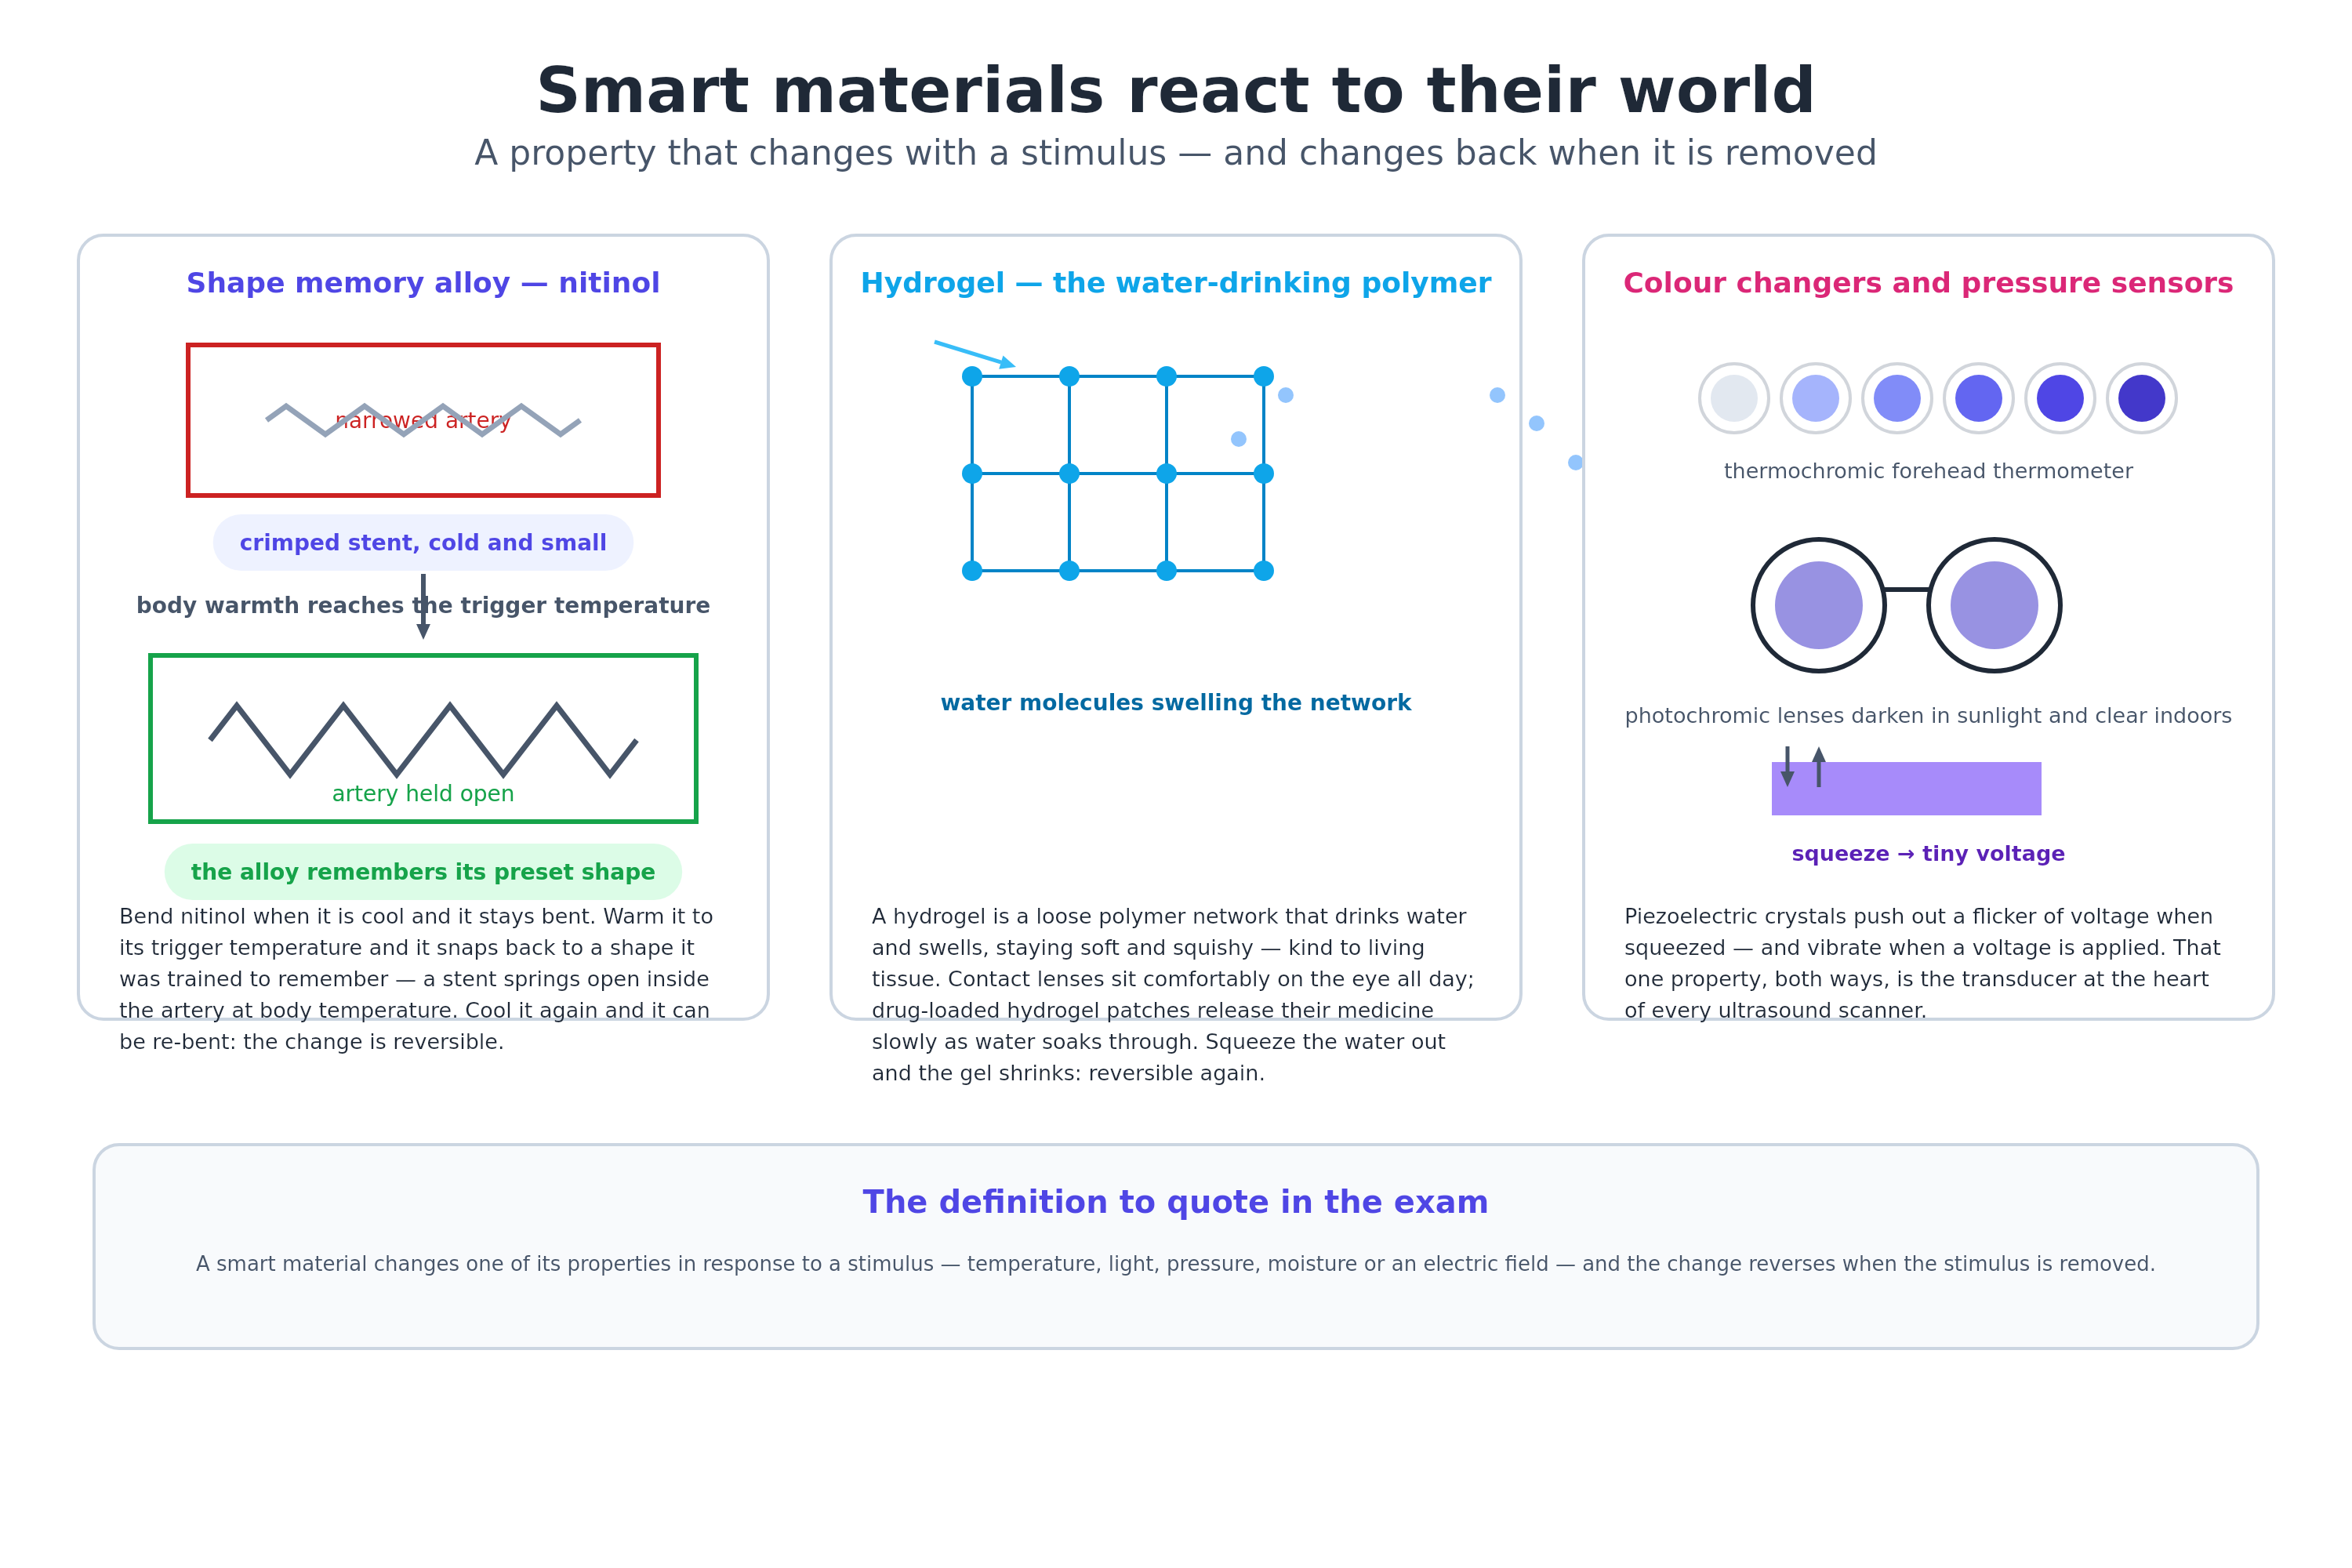 Smart materials react to their world
A property that changes with a stimulus — and changes back when it is removed
Shape memory alloy — nitinol
narrowed artery
crimped stent, cold and small
body warmth reaches the trigger temperature
artery held open
the alloy remembers its preset shape
Bend nitinol when it is cool and it stays bent. Warm it to
its trigger temperature and it snaps back to a shape it
was trained to remember — a stent springs open inside
the artery at body temperature. Cool it again and it can
be re-bent: the change is reversible.
Hydrogel — the water-drinking polymer
water molecules swelling the network
A hydrogel is a loose polymer network that drinks water
and swells, staying soft and squishy — kind to living
tissue. Contact lenses sit comfortably on the eye all day;
drug-loaded hydrogel patches release their medicine
slowly as water soaks through. Squeeze the water out
and the gel shrinks: reversible again.
Colour changers and pressure sensors
thermochromic forehead thermometer
photochromic lenses darken in sunlight and clear indoors
squeeze → tiny voltage
Piezoelectric crystals push out a flicker of voltage when
squeezed — and vibrate when a voltage is applied. That
one property, both ways, is the transducer at the heart
of every ultrasound scanner.
The definition to quote in the exam
A smart material changes one of its properties in response to a stimulus — temperature, light, pressure, moisture or an electric field — and the change reverses when the stimulus is removed.